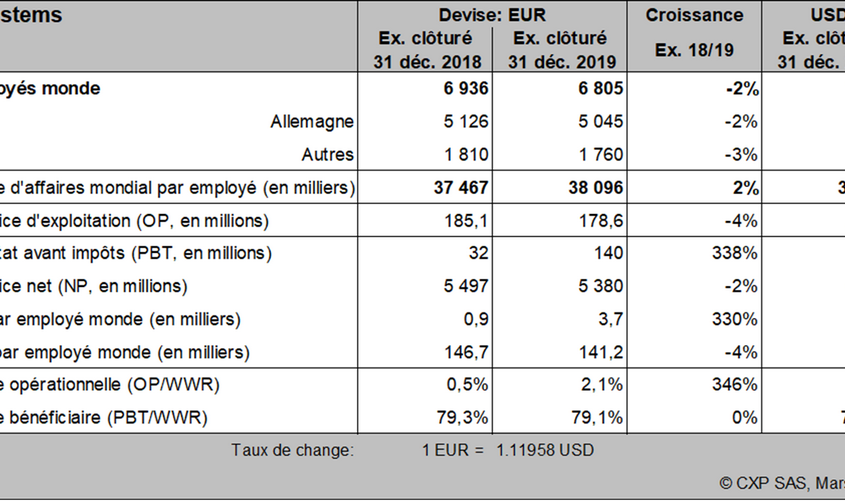 stems Devise: EUR Croissance USD
Ex. clôturé Ex. clôturé Ex. clôt
31 déc. 2018 31 déc. 2019 Ex. 18/19 31 déc.
oyés monde 6 936 6 805 -2%
Allemagne 5 126 5 045 -2%
Autres 1 810 1 760 -3%
e d'affaires mondial par employé (en milliers) 37 467 38 096 2% 3
ice d'exploitation (OP, en millions) 185,1 178,6 -4%
tat avant impôts (PBT, en millions) 32 140 338%
ice net (NP, en millions) 5 497 5 380 -2%
ar employé monde (en milliers) 0,9 3,7 330%
par employé monde (en milliers) 146,7 141,2 -4%
e opérationnelle (OP/WWR) 0,5% 2,1% 346%
e bénéficiaire (PBT/WWR) 79,3% 79,1% 0% 7
Taux de change: 1 EUR = 1.11958 USD
© CXP SAS, Mars